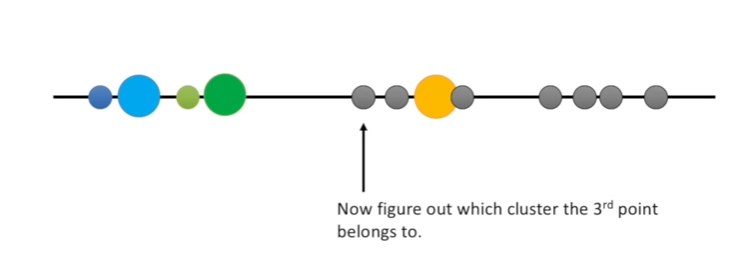 Now figure out which cluster the 3rd point
belongs to.